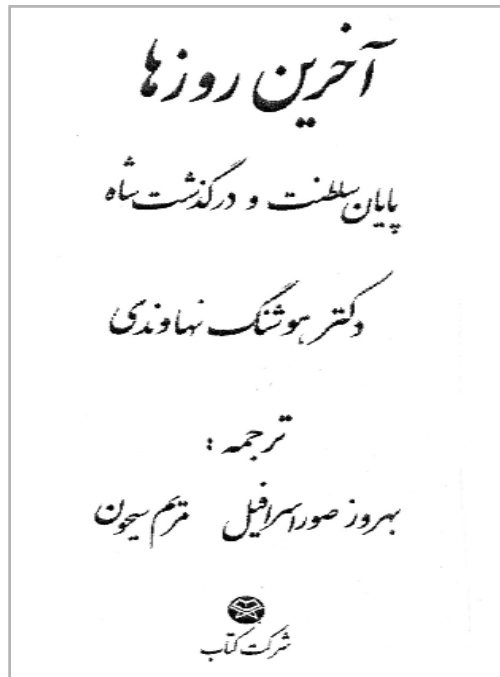 آخرین روزها
پایان سلطنت و درگذشت شاه
دکتر هوشنگ نهاوندی
ترجمه :
بهروز صوراسرافیل مریم سیحون
شرکت کتاب